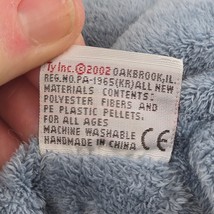 Ty Inc. ©2002 OAKBROOK, IL.
REG. NO. PA-1965(KR) ALL NEW
MATERIALS CONTENTS:
POLYESTER FIBERS AND
PE PLASTIC PELLETS.
FOR ALL AGES
MACHINE WASHABLE
HANDMADE IN CHINA
CE